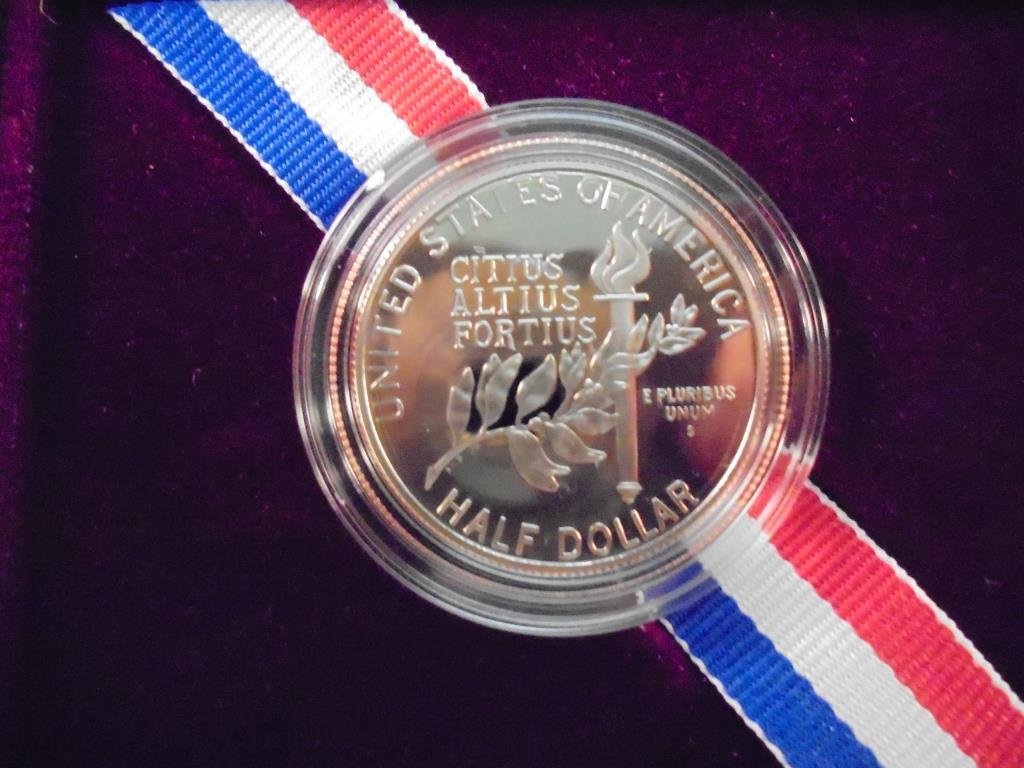 UNITED STATES OF AMERICA
CITIUS
ALTIUS
FORTIUS
E PLURIBUS
UNUM
S
HALF DOLLAR